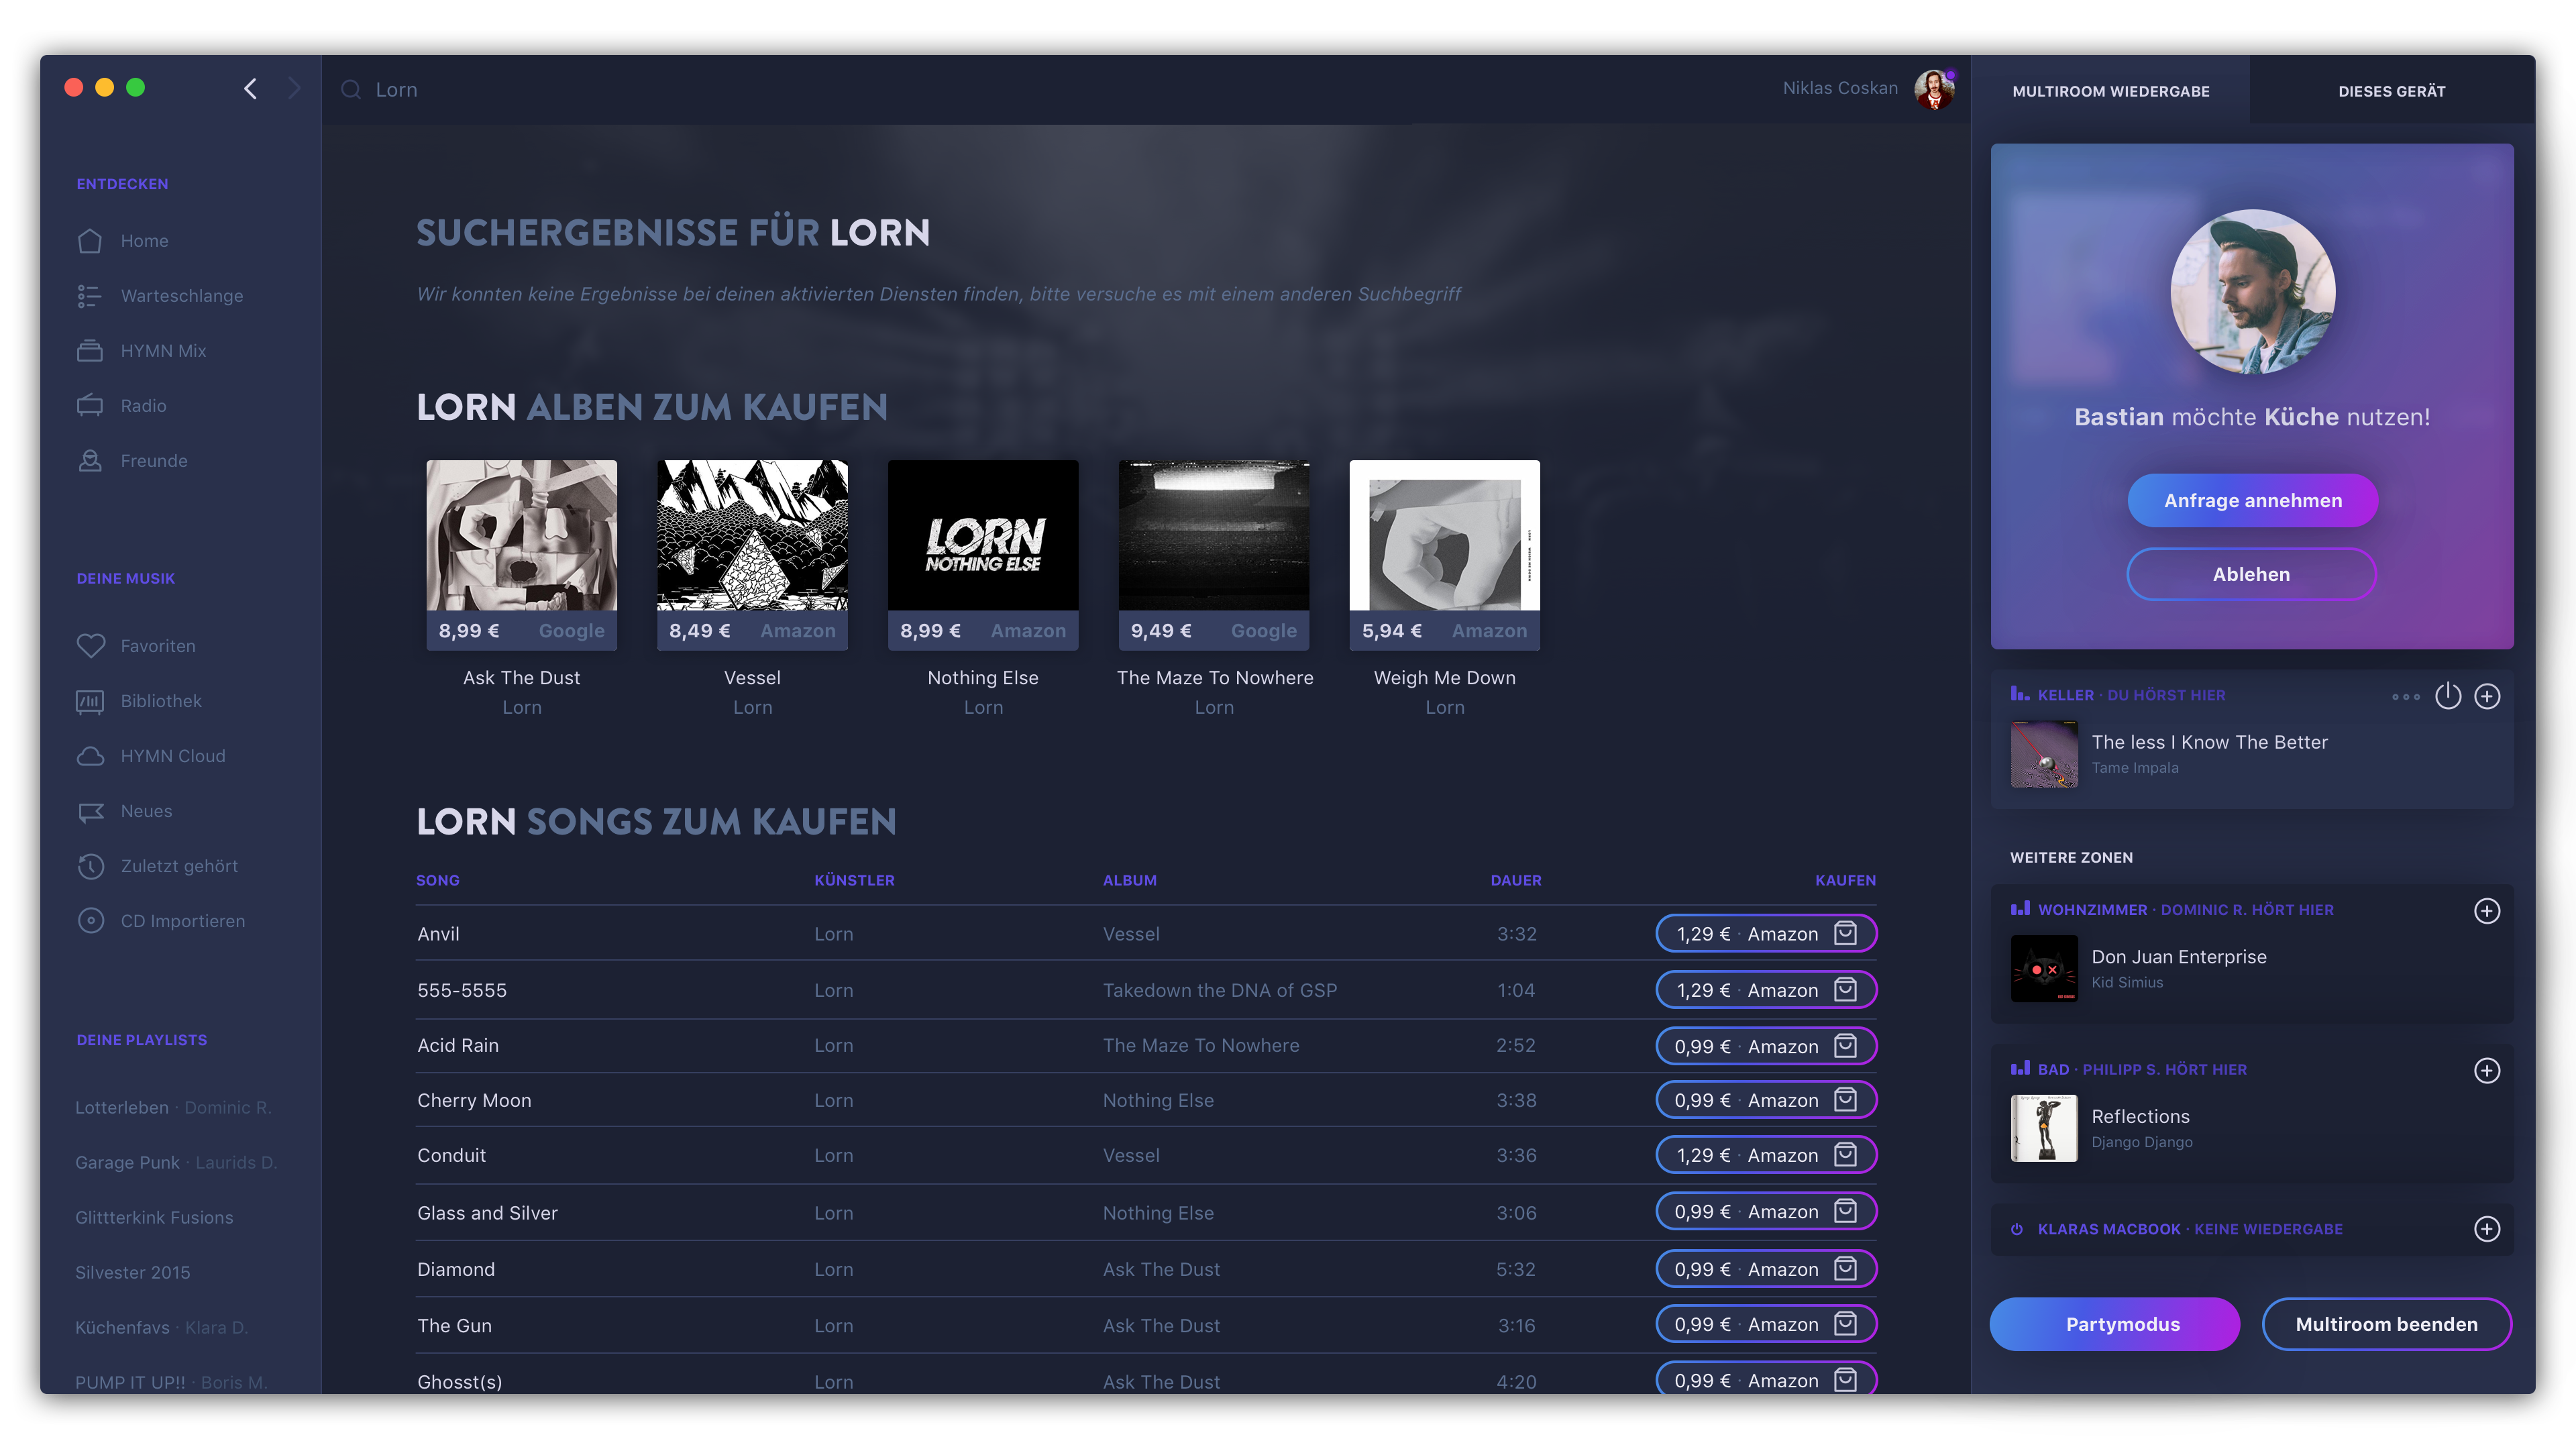 Lorn
Niklas Coskan
MULTIROOM WIEDERGABE
DIESES GERÄT
ENTDECKEN
Home
Warteschlange
HYMN Mix
Radio
Freunde
DEINE MUSIK
Favoriten
Bibliothek
HYMN Cloud
Neues
Zuletzt gehört
CD Importieren
DEINE PLAYLISTS
Lotterleben · Dominic R.
Garage Punk · Laurids D.
Glittterkink Fusions
Silvester 2015
Küchenfavs · Klara D.
PUMP IT UP!! · Boris M.
SUCHERGEBNISSE FÜR LORN
Wir konnten keine Ergebnisse bei deinen aktivierten Diensten finden, bitte versuche es mit einem anderen Suchbegriff
LORN ALBEN ZUM KAUFEN
LORN
NOTHING ELSE
8,99 € Google
8,49 € Amazon
8,99 € Amazon
9,49 € Google
5,94 € Amazon
Ask The Dust
Vessel
Nothing Else
The Maze To Nowhere
Weigh Me Down
Lorn
Lorn
Lorn
Lorn
Lorn
LORN SONGS ZUM KAUFEN
SONG KÜNSTLER ALBUM DAUER KAUFEN
Anvil Lorn Vessel 3:32 1,29 € · Amazon
555-5555 Lorn Takedown the DNA of GSP 1:04 1,29 € · Amazon
Acid Rain Lorn The Maze To Nowhere 2:52 0,99 € · Amazon
Cherry Moon Lorn Nothing Else 3:38 0,99 € · Amazon
Conduit Lorn Vessel 3:36 1,29 € · Amazon
Glass and Silver Lorn Nothing Else 3:06 0,99 € · Amazon
Diamond Lorn Ask The Dust 5:32 0,99 € · Amazon
The Gun Lorn Ask The Dust 3:16 0,99 € · Amazon
Ghosst(s) Lorn Ask The Dust 4:20 0,99 € · Amazon
Bastian möchte Küche nutzen!
Anfrage annehmen
Ablehen
KELLER · DU HÖRST HIER
The less I Know The Better
Tame Impala
WEITERE ZONEN
WOHNZIMMER · DOMINIC R. HÖRT HIER
Don Juan Enterprise
Kid Simius
BAD · PHILIPP S. HÖRT HIER
Reflections
Django Django
KLARAS MACBOOK · KEINE WIEDERGABE
Partymodus
Multiroom beenden